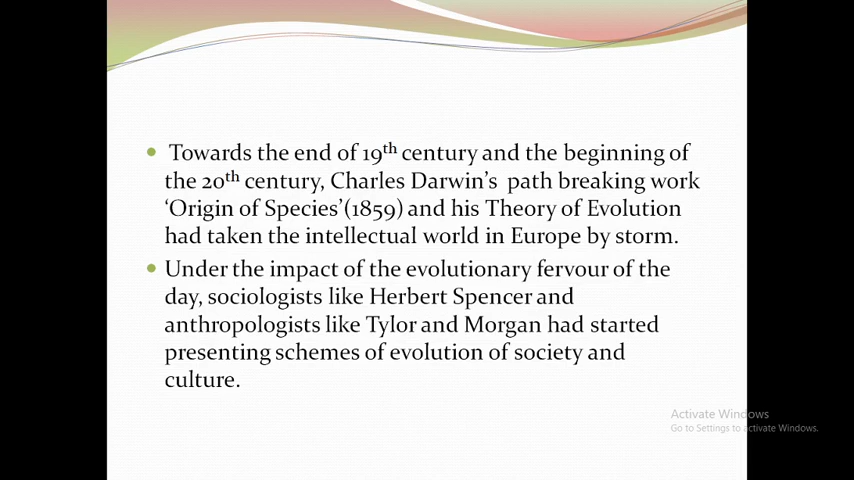 • Towards the end of 19th century and the beginning of
the 20th century, Charles Darwin's path breaking work
‘Origin of Species’(1859) and his Theory of Evolution
had taken the intellectual world in Europe by storm.
• Under the impact of the evolutionary fervour of the
day, sociologists like Herbert Spencer and
anthropologists like Tylor and Morgan had started
presenting schemes of evolution of society and
culture.
Activate Windows
Go to Settings to activate Windows.